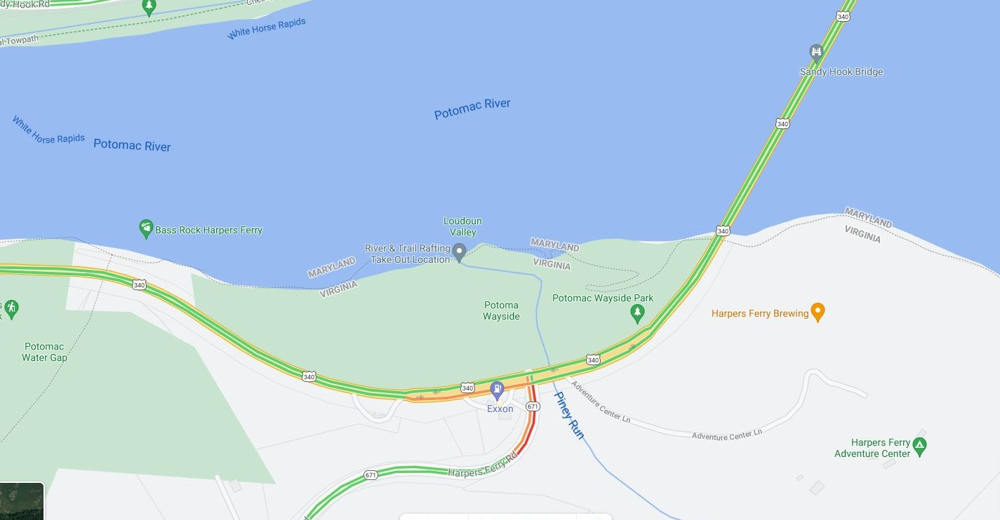 dy Hook Rd
al Towpath
White Horse Rapids
340
Sandy Hook Bridge
Potomac River
340
White Horse Rapids
Potomac River
MARYLAND
VIRGINIA
340
Bass Rock Harpers Ferry
Loudoun
Valley
River & Trail Rafting
Take-Out Location
MARYLAND
VIRGINIA
MARYLAND
VIRGINIA
340
Potomac Wayside Park
Potoma
Wayside
Harpers Ferry Brewing
Potomac
Water Gap
340
340
340
Exxon
671
Piney Run
Adventure Center Ln
Adventure Center Ln
Harpers Ferry
Adventure Center
Harpers Ferry Rd
671